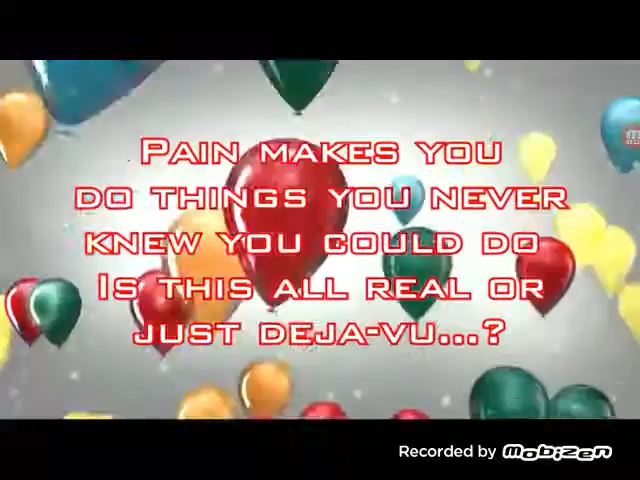 PAIN MAKES YOU
DO THINGS YOU NEVER
KNEW YOU COULD DO
IS THIS ALL REAL OR
JUST DEJA-VU...?
Recorded by Mobizen